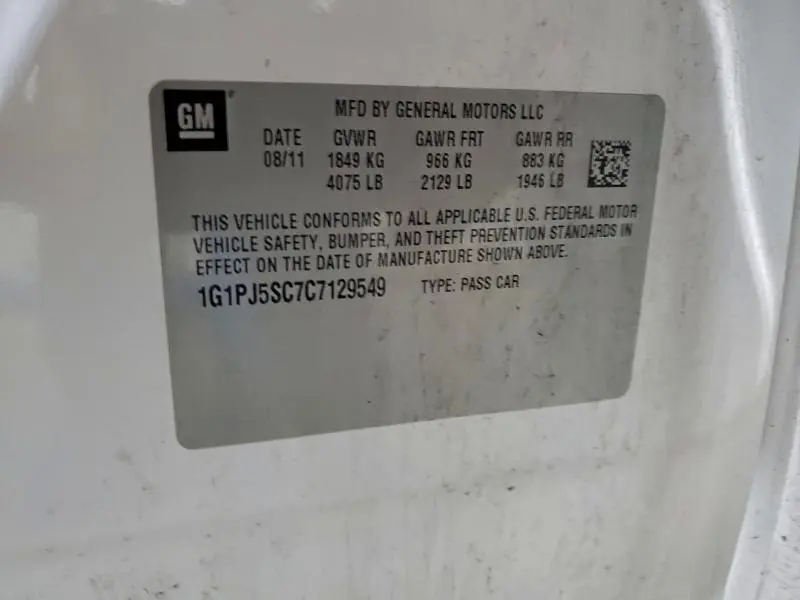 GM
MFD BY GENERAL MOTORS LLC
DATE GVWR GAWR FRT GAWR RR
08/11 1849 KG 966 KG 883 KG
4075 LB 2129 LB 1946 LB
THIS VEHICLE CONFORMS TO ALL APPLICABLE U.S. FEDERAL MOTOR
VEHICLE SAFETY, BUMPER, AND THEFT PREVENTION STANDARDS IN
EFFECT ON THE DATE OF MANUFACTURE SHOWN ABOVE.
1G1PJ5SC7C7129549 TYPE: PASS CAR